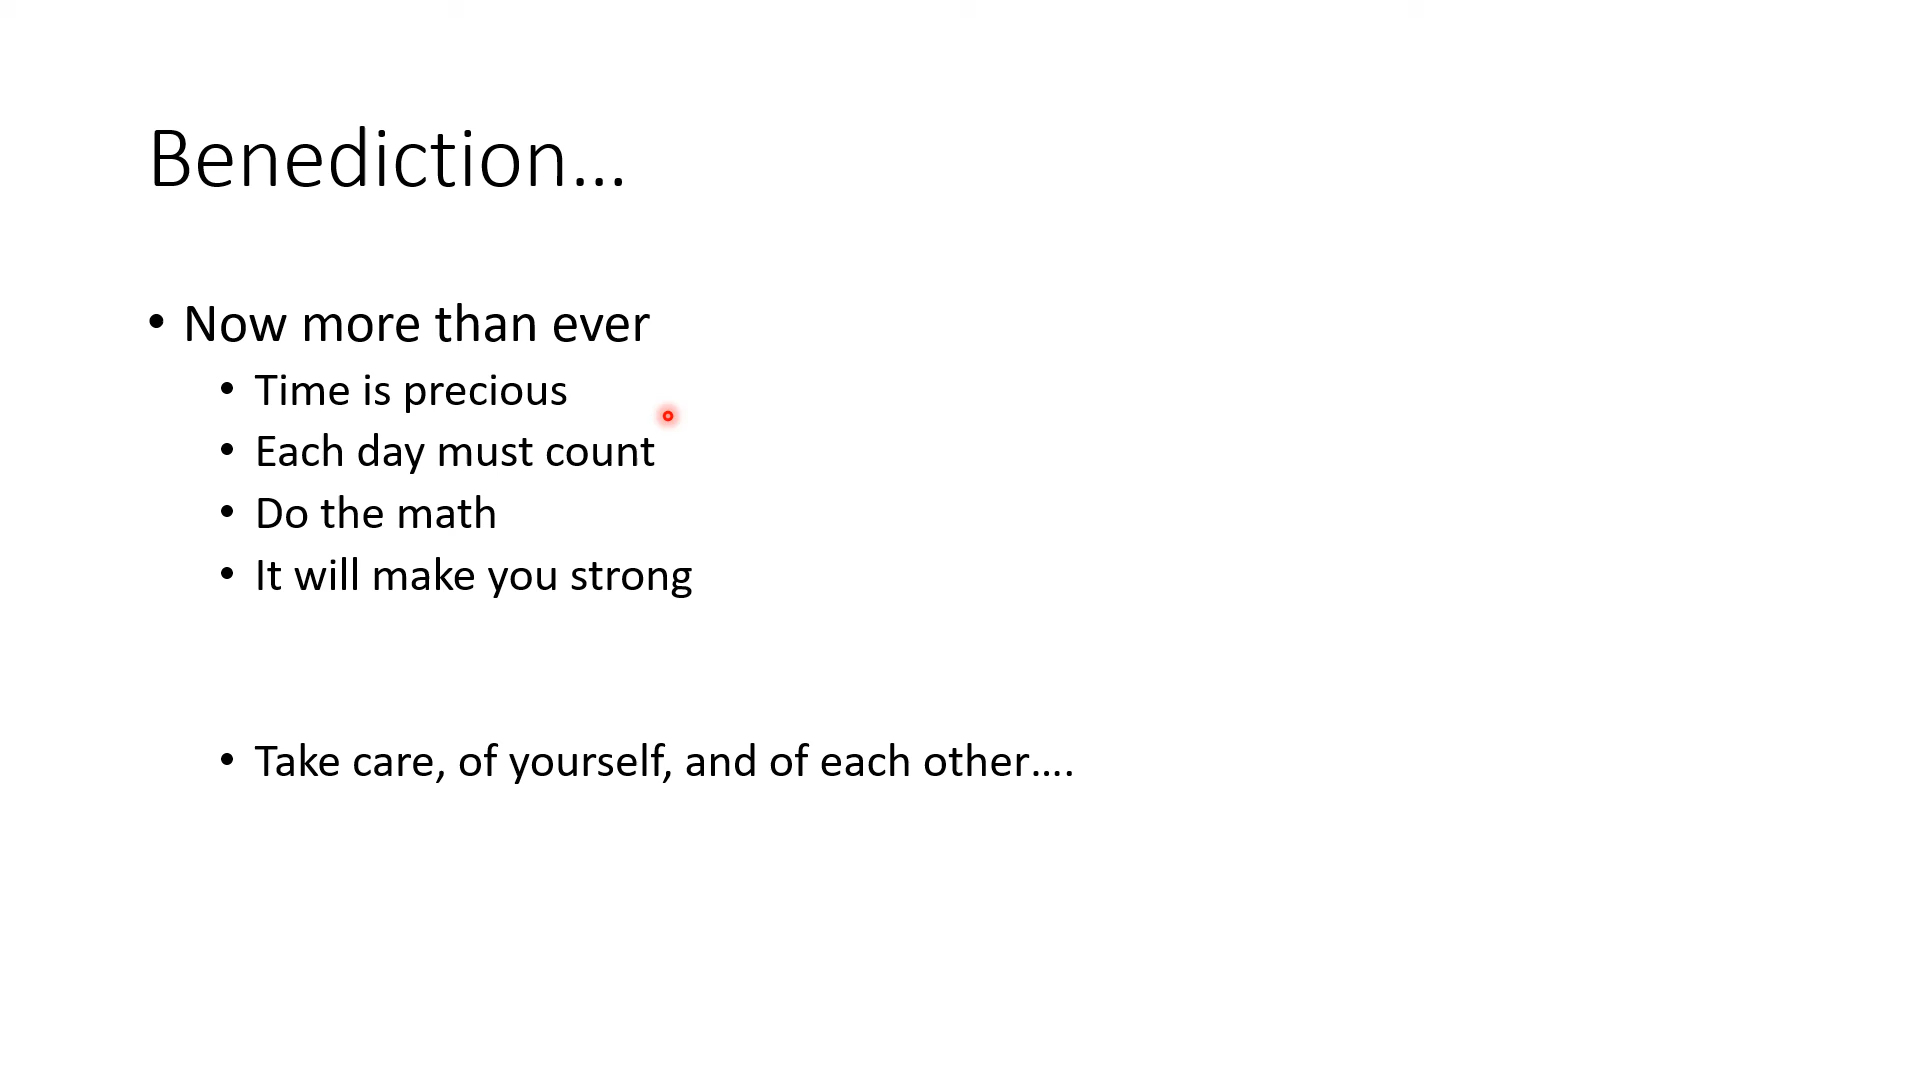 Benediction…
• Now more than ever
• Time is precious
• Each day must count
• Do the math
• It will make you strong
• Take care, of yourself, and of each other….